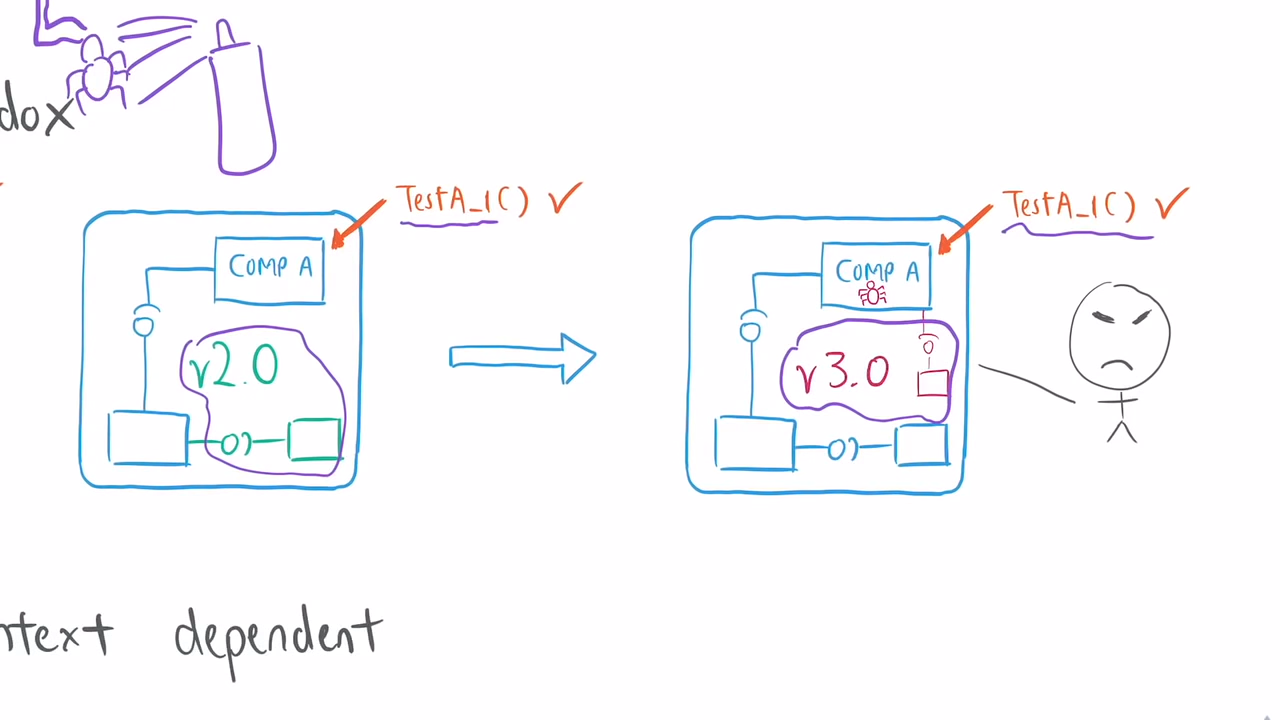 dox
TestA_1() ✓
TestA_1() ✓
COMP A
COMP A
v2.0
v3.0
ntext dependent